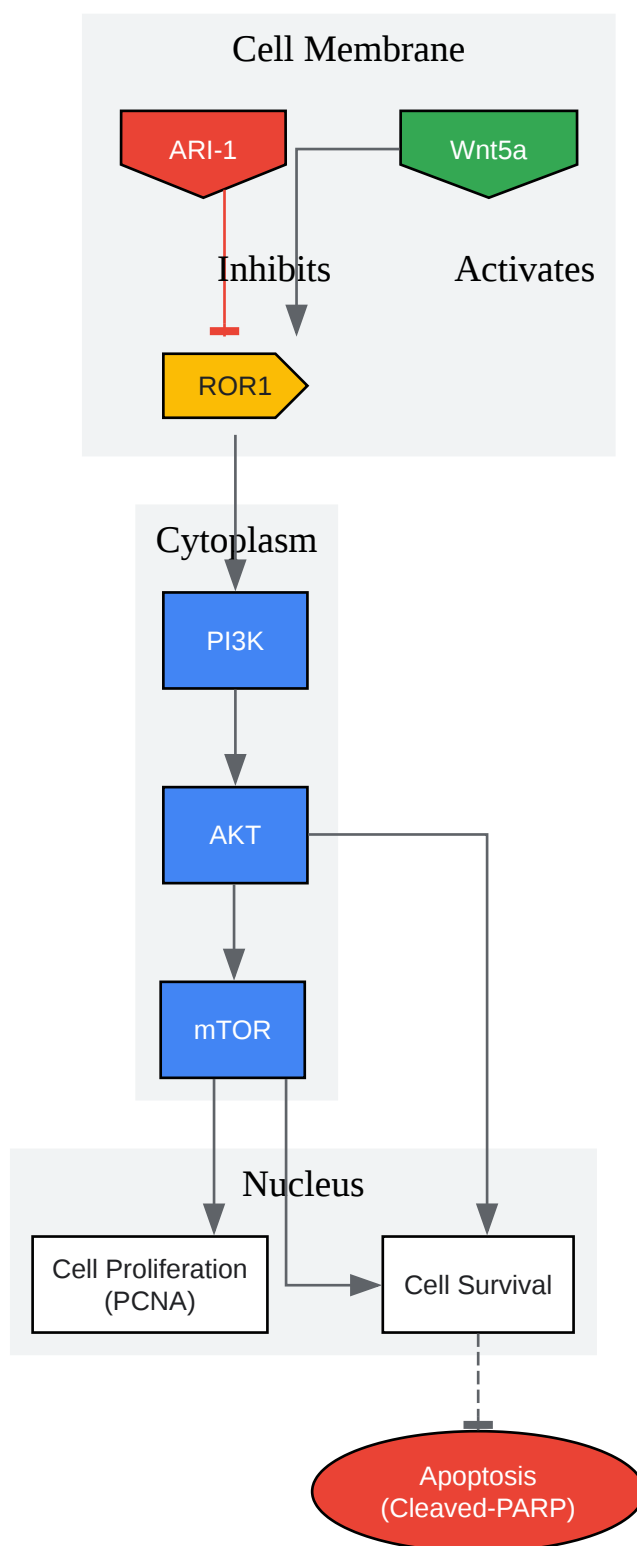 Cell Membrane
ARI-1
Wnt5a
Inhibits
Activates
ROR1
Cytoplasm
PI3K
AKT
mTOR
Nucleus
Cell Proliferation
(PCNA)
Cell Survival
Apoptosis
(Cleaved-PARP)